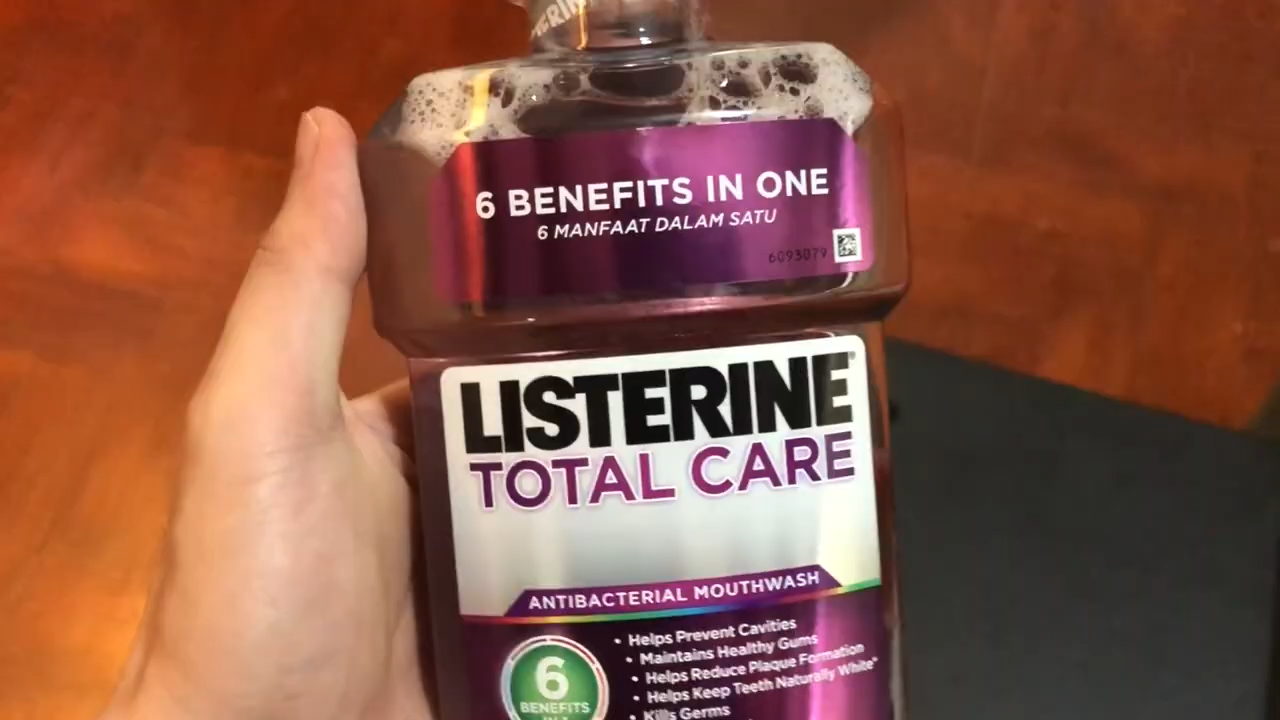 6 BENEFITS IN ONE
6 MANFAAT DALAM SATU
6093079
LISTERINE
TOTAL CARE
ANTIBACTERIAL MOUTHWASH
• Helps Prevent Cavities
• Maintains Healthy Gums
• Helps Reduce Plaque Formation
• Helps Keep Teeth Naturally White*
• Kills Germs
6
BENEFITS